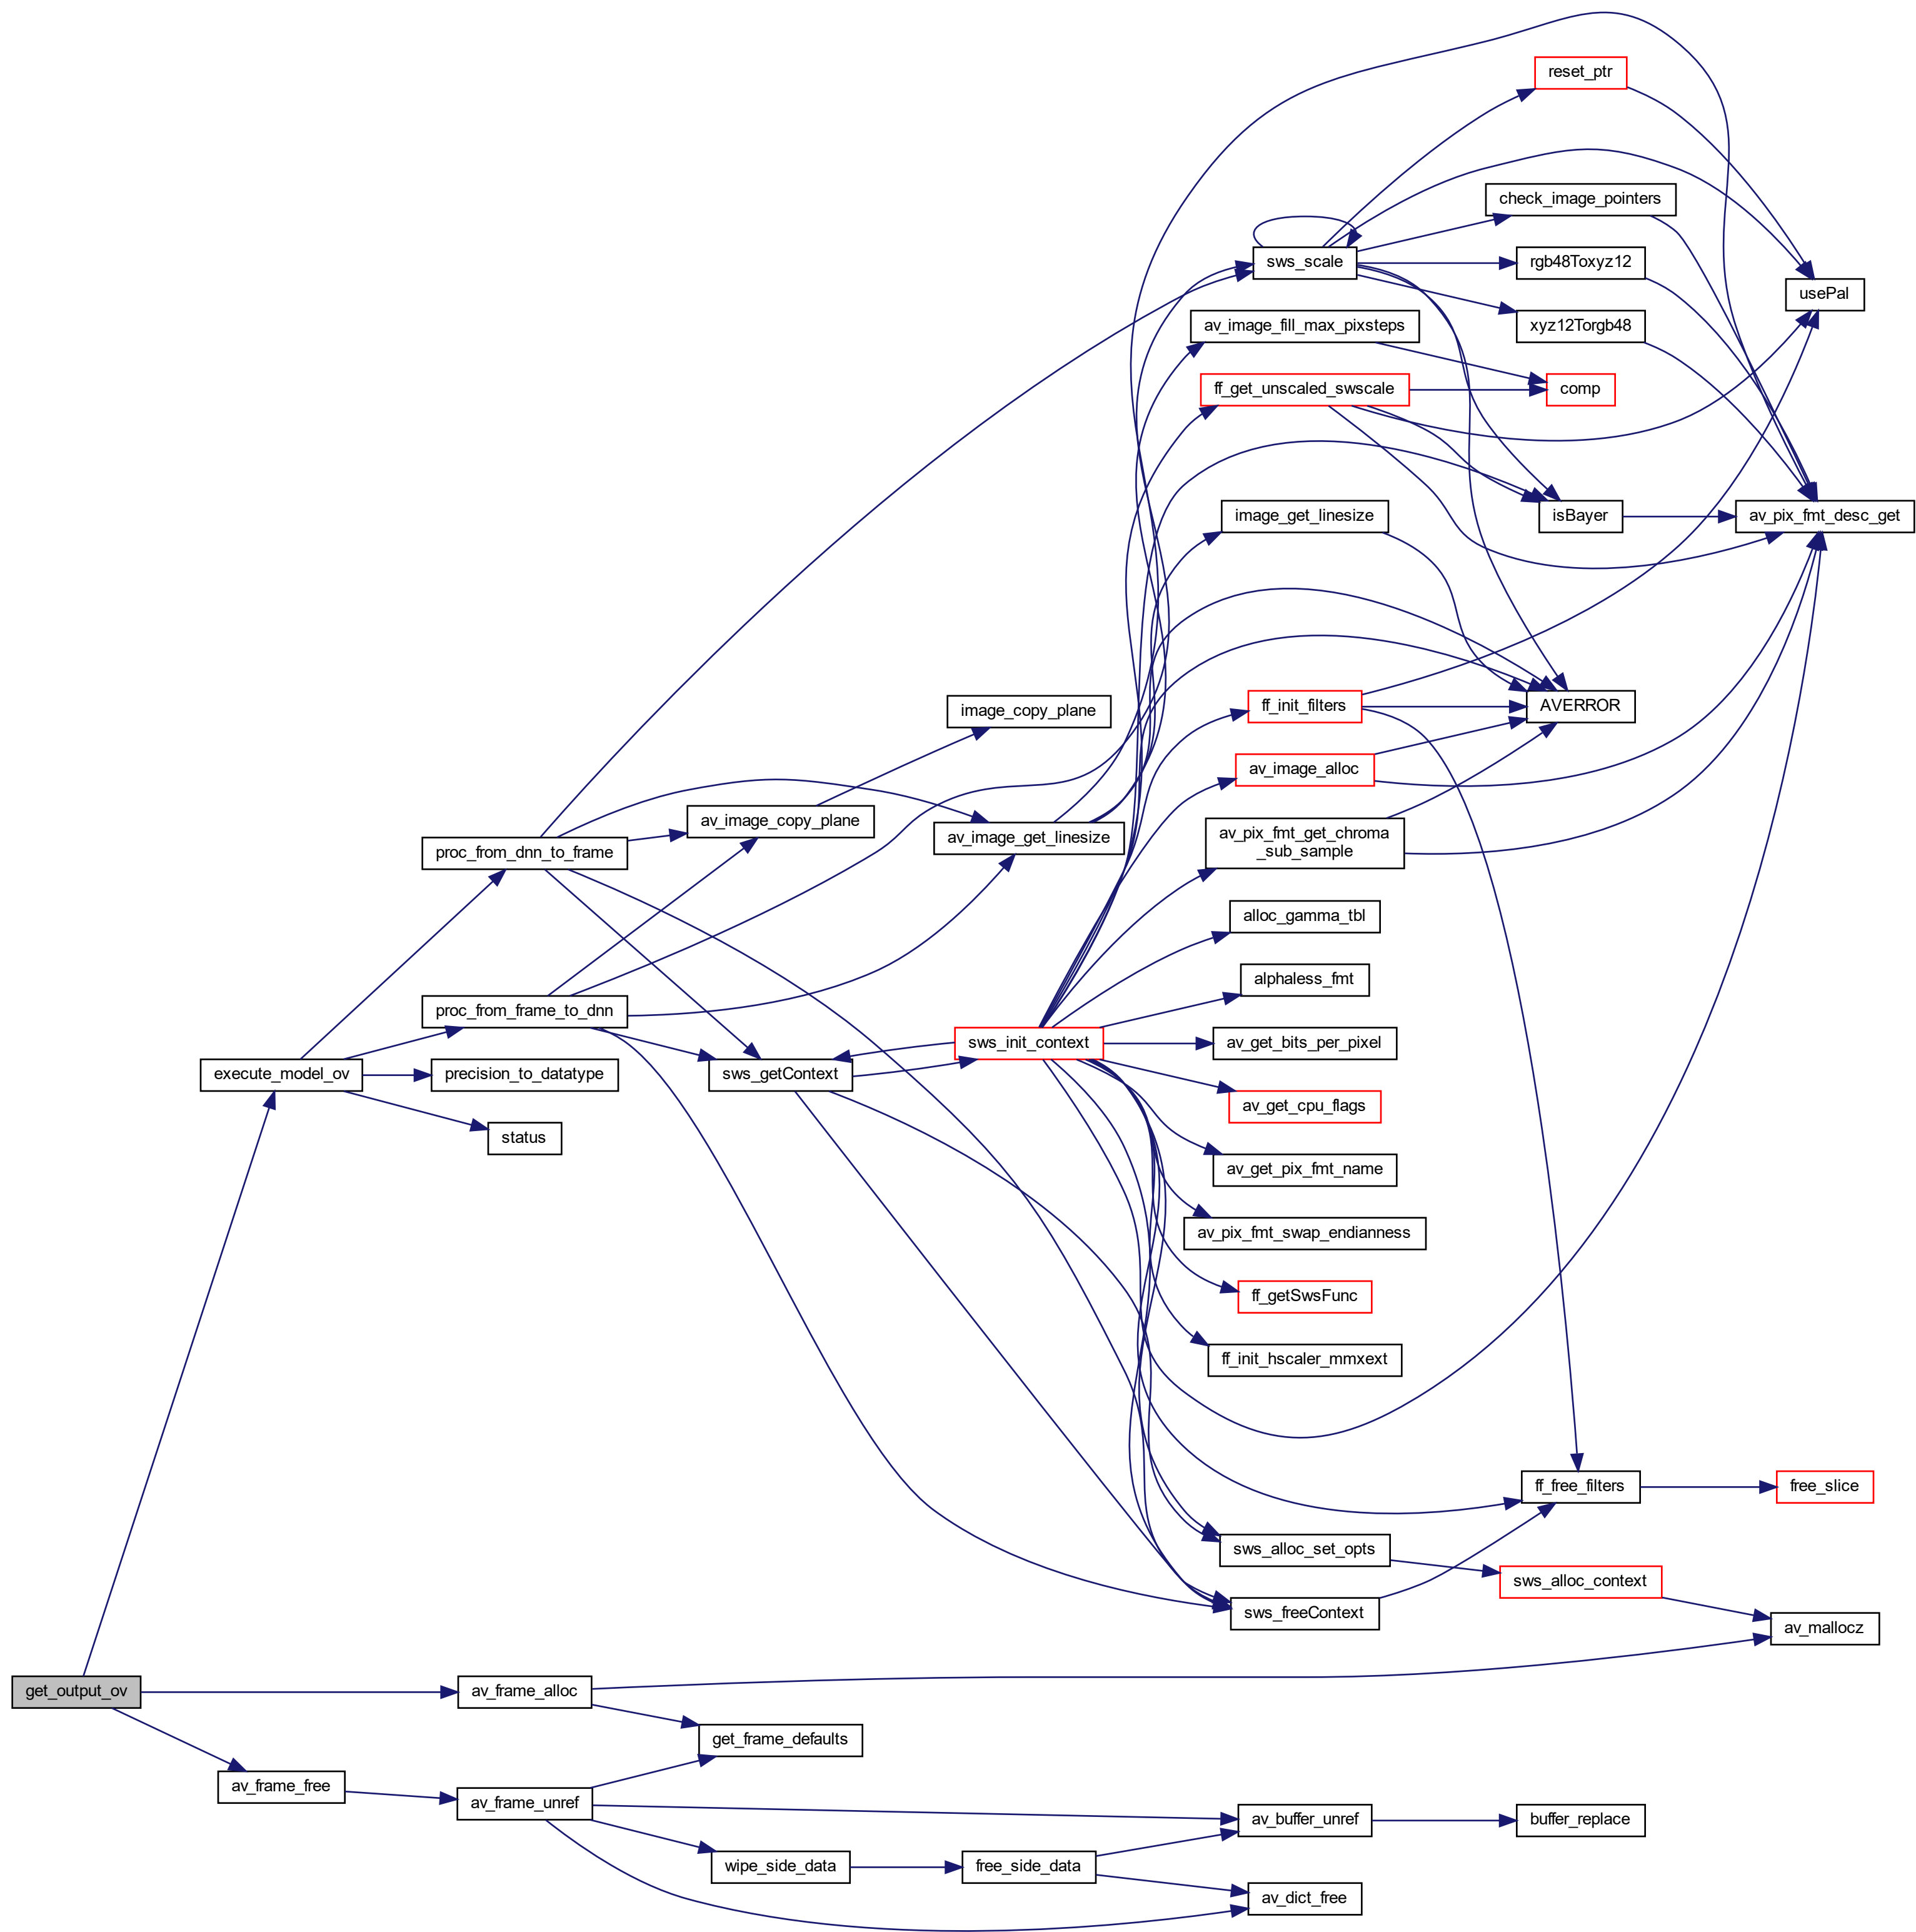 reset_ptr
check_image_pointers
sws_scale
rgb48Toxyz12
usePal
av_image_fill_max_pixsteps
xyz12Torgb48
ff_get_unscaled_swscale
comp
image_get_linesize
isBayer
av_pix_fmt_desc_get
image_copy_plane
ff_init_filters
AVERROR
av_image_alloc
av_image_copy_plane
proc_from_dnn_to_frame
av_image_get_linesize
av_pix_fmt_get_chroma
_sub_sample
alloc_gamma_tbl
alphaless_fmt
proc_from_frame_to_dnn
sws_init_context
av_get_bits_per_pixel
execute_model_ov
precision_to_datatype
sws_getContext
av_get_cpu_flags
status
av_get_pix_fmt_name
av_pix_fmt_swap_endianness
ff_getSwsFunc
ff_init_hscaler_mmxext
ff_free_filters
free_slice
sws_alloc_set_opts
sws_alloc_context
sws_freeContext
av_mallocz
get_output_ov
av_frame_alloc
get_frame_defaults
av_frame_free
av_frame_unref
av_buffer_unref
buffer_replace
wipe_side_data
free_side_data
av_dict_free